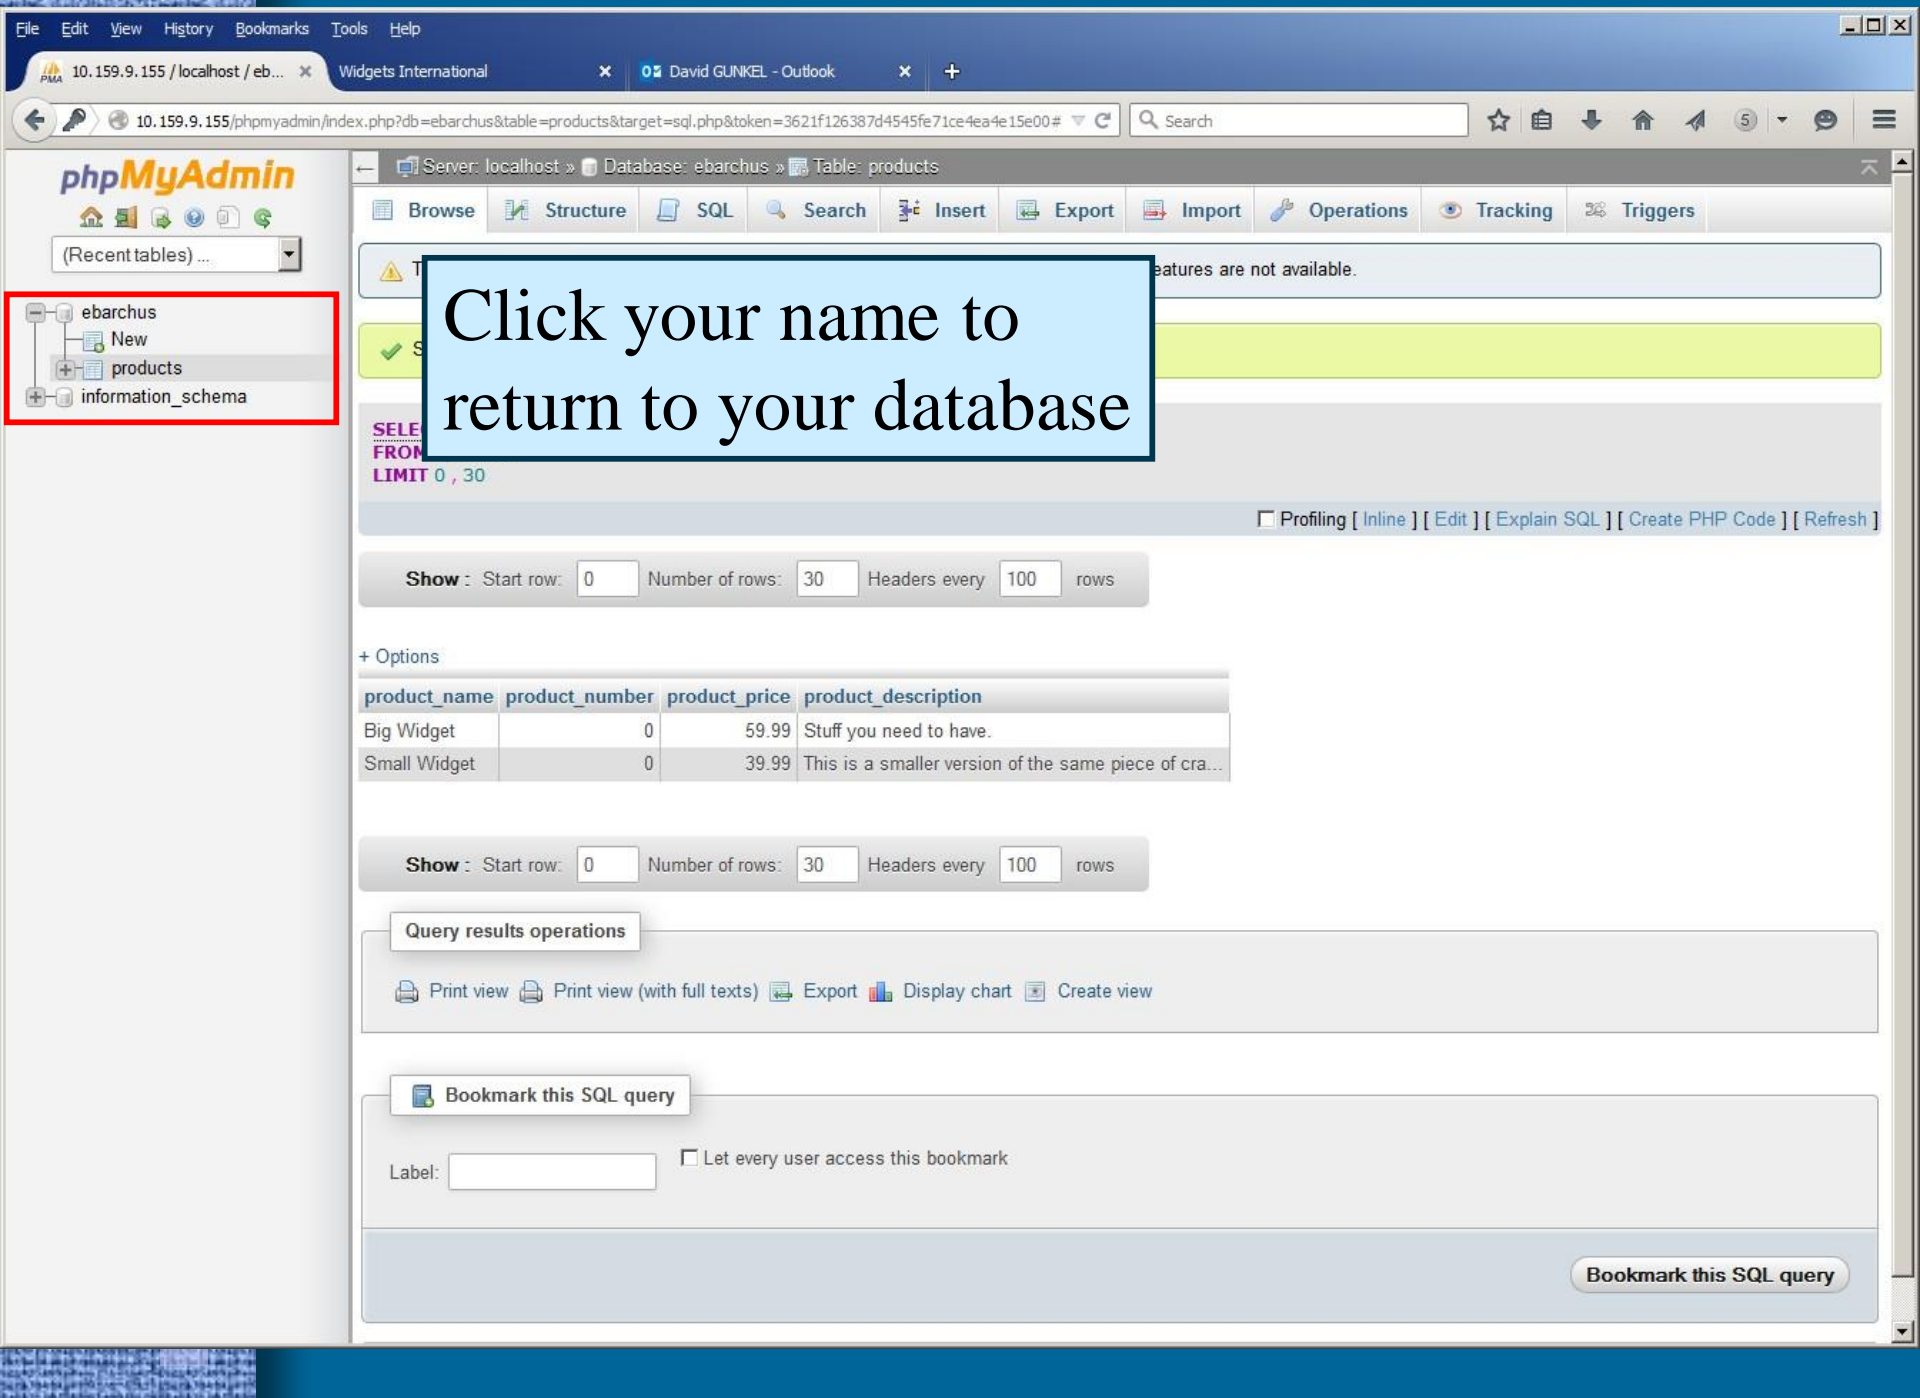 File Edit View History Bookmarks Tools Help
PMA 10.159.9.155 / localhost / eb... Widgets International David GUNKEL - Outlook
10.159.9.155/phpmyadmin/index.php?db=ebarchus&table=products&target=sql.php&token=3621f126387d4545fe71ce4ea4e15e00# Search 5
phpMyAdmin
(Recent tables) ...
ebarchus
New
products
information_schema
Server: localhost » Database: ebarchus » Table: products
Browse Structure SQL Search Insert Export Import Operations Tracking Triggers
not available.
features are
Click your name to
return to your database
LIMIT 0 , 30
Profiling [ Inline ] [ Edit ] [ Explain SQL ] [ Create PHP Code ] [ Refresh ]
Show : Start row: 0 Number of rows: 30 Headers every 100 rows
+ Options
product_name product_number product_price product_description
Big Widget 0 59.99 Stuff you need to have.
Small Widget 0 39.99 This is a smaller version of the same piece of cra...
Show : Start row: 0 Number of rows: 30 Headers every 100 rows
Query results operations
Print view Print view (with full texts) Export Display chart Create view
Bookmark this SQL query
Label: Let every user access this bookmark
Bookmark this SQL query